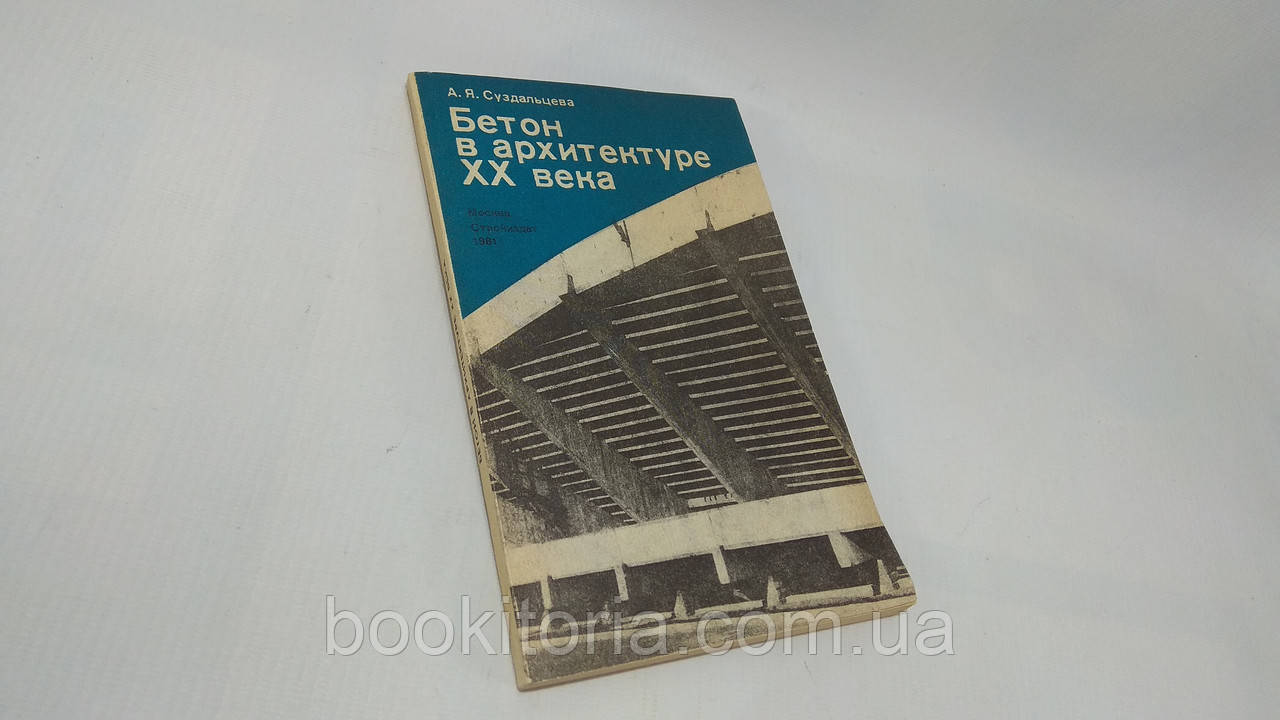 А. Я. Суздальцева
Бетон
в архитектуре
XX века
Москва
Стройиздат
1981
bookitoria.com.ua